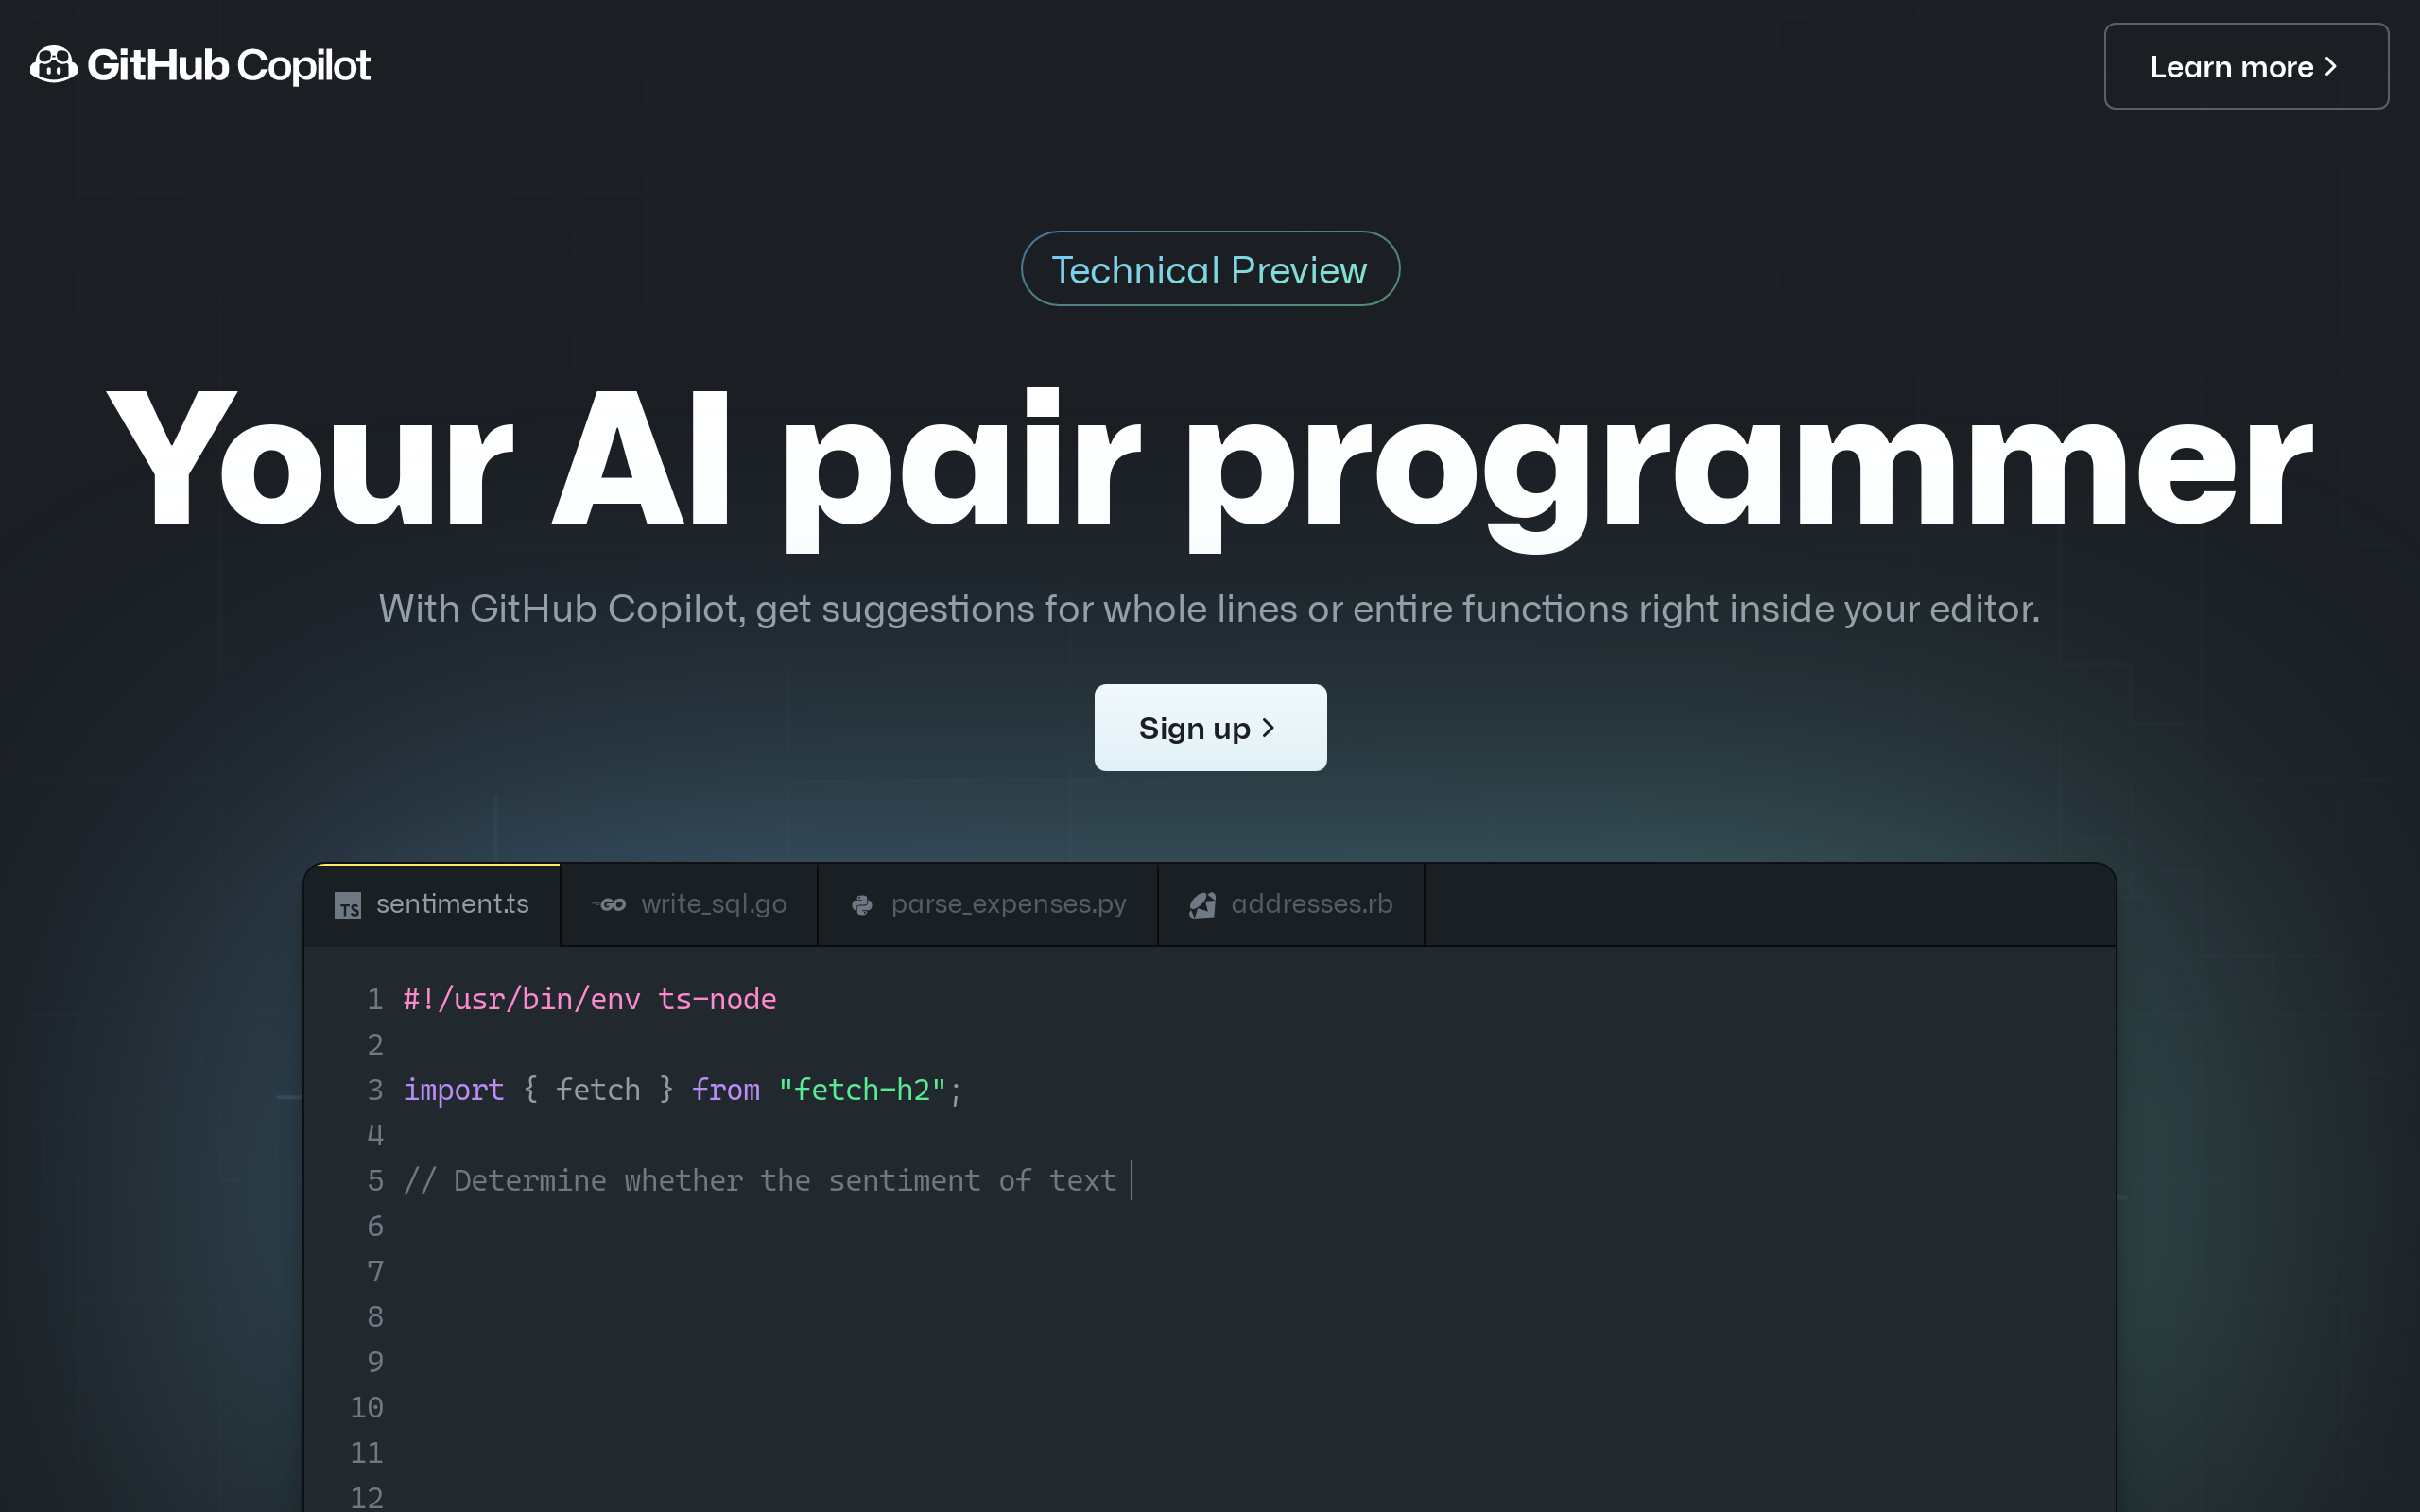 GitHub Copilot
Learn more
Technical Preview
Your AI pair programmer
With GitHub Copilot, get suggestions for whole lines or entire functions right inside your editor.
Sign up
TS sentiment.ts
GO write_sql.go
parse_expenses.py
addresses.rb
1 #!/usr/bin/env ts-node
2
3 import { fetch } from "fetch-h2";
4
5 // Determine whether the sentiment of text
6
7
8
9
10
11
12